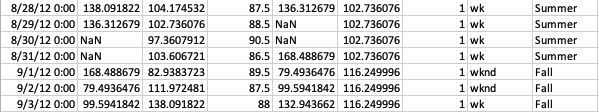 8/28/12 0:00 138.091822 104.174532 87.5 136.312679 102.736076 1 wk Summer
8/29/12 0:00 136.312679 102.736076 88.5 NaN 102.736076 1 wk Summer
8/30/12 0:00 NaN 97.3607912 90.5 NaN 102.736076 1 wk Summer
8/31/12 0:00 NaN 103.606721 86.5 168.488679 102.736076 1 wk Summer
9/1/12 0:00 168.488679 82.9383723 89.5 79.4936476 116.249996 1 wknd Fall
9/2/12 0:00 79.4936476 111.972481 87.5 99.5941842 116.249996 1 wknd Fall
9/3/12 0:00 99.5941842 138.091822 88 132.943662 116.249996 1 wk Fall